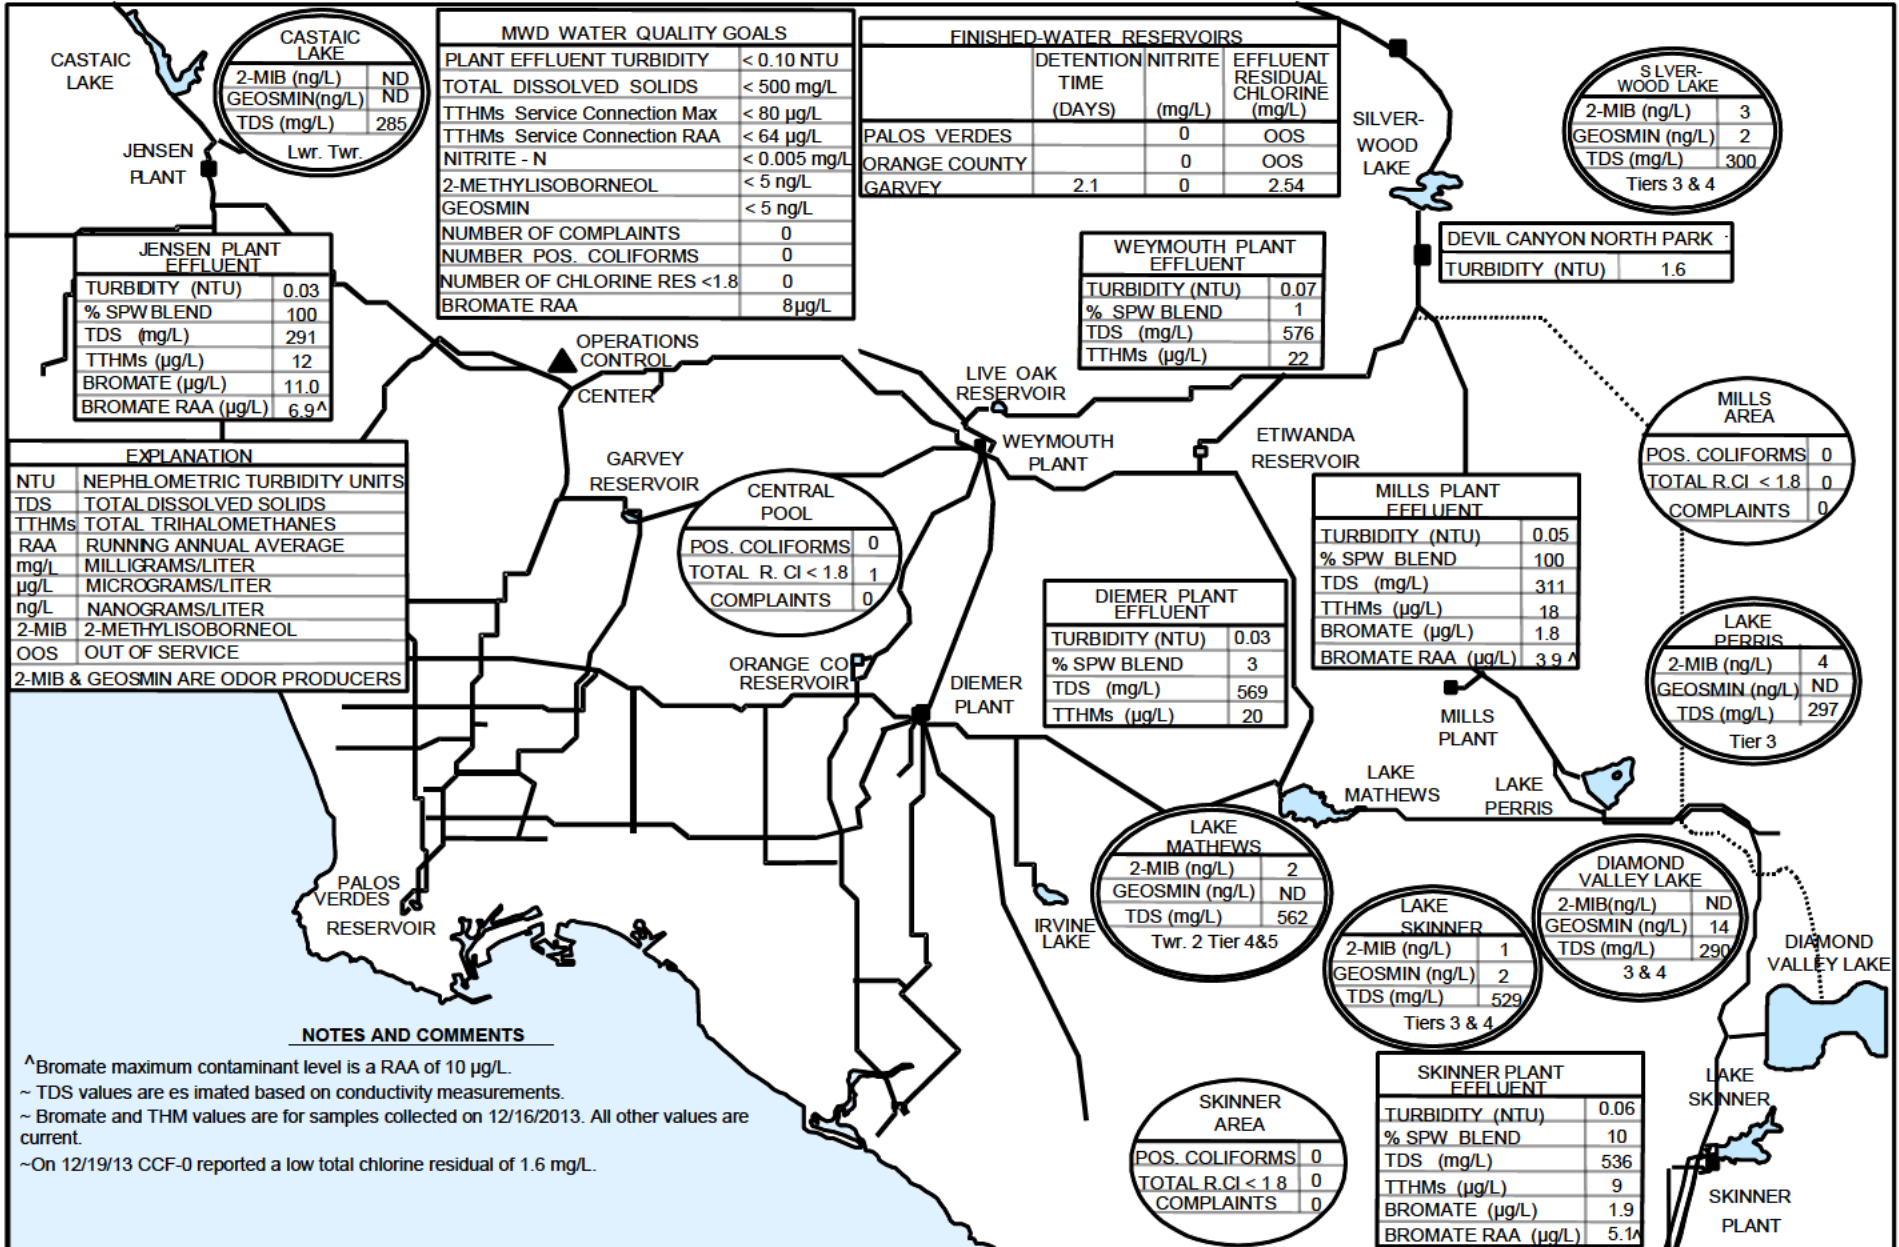 CASTAIC
LAKE
CASTAIC
LAKE
2-MIB (ng/L) ND
GEOSMIN(ng/L) ND
TDS (mg/L) 285
Lwr. Twr.
JENSEN
PLANT
MWD WATER QUALITY GOALS
PLANT EFFLUENT TURBIDITY < 0.10 NTU
TOTAL DISSOLVED SOLIDS < 500 mg/L
TTHMs Service Connection Max < 80 µg/L
TTHMs Service Connection RAA < 64 µg/L
NITRITE - N < 0.005 mg/L
2-METHYLISOBORNEOL < 5 ng/L
GEOSMIN < 5 ng/L
NUMBER OF COMPLAINTS 0
NUMBER POS. COLIFORMS 0
NUMBER OF CHLORINE RES <1.8 0
BROMATE RAA 8µg/L
FINISHED-WATER RESERVOIRS
DETENTION NITRITE EFFLUENT
TIME RESIDUAL
CHLORINE
(DAYS) (mg/L) (mg/L)
PALOS VERDES 0 OOS
ORANGE COUNTY 0 OOS
GARVEY 2.1 0 2.54
SILVER-
WOOD
LAKE
S LVER-
WOOD LAKE
2-MIB (ng/L) 3
GEOSMIN (ng/L) 2
TDS (mg/L) 300
Tiers 3 & 4
DEVIL CANYON NORTH PARK
TURBIDITY (NTU) 1.6
JENSEN PLANT
EFFLUENT
TURBIDITY (NTU) 0.03
% SPW BLEND 100
TDS (mg/L) 291
TTHMs (µg/L) 12
BROMATE (µg/L) 11.0
BROMATE RAA (µg/L) 6.9^
WEYMOUTH PLANT
EFFLUENT
TURBIDITY (NTU) 0.07
% SPW BLEND 1
TDS (mg/L) 576
TTHMs (µg/L) 22
OPERATIONS
CONTROL
CENTER
LIVE OAK
RESERVOIR
MILLS
AREA
POS. COLIFORMS 0
TOTAL R.Cl < 1.8 0
COMPLAINTS 0
EXPLANATION
NTU NEPHELOMETRIC TURBIDITY UNITS
TDS TOTAL DISSOLVED SOLIDS
TTHMs TOTAL TRIHALOMETHANES
RAA RUNNING ANNUAL AVERAGE
mg/L MILLIGRAMS/LITER
µg/L MICROGRAMS/LITER
ng/L NANOGRAMS/LITER
2-MIB 2-METHYLISOBORNEOL
OOS OUT OF SERVICE
2-MIB & GEOSMIN ARE ODOR PRODUCERS
GARVEY
RESERVOIR
WEYMOUTH
PLANT
ETIWANDA
RESERVOIR
CENTRAL
POOL
POS. COLIFORMS 0
TOTAL R. Cl < 1.8 1
COMPLAINTS 0
MILLS PLANT
EFFLUENT
TURBIDITY (NTU) 0.05
% SPW BLEND 100
TDS (mg/L) 311
TTHMs (µg/L) 18
BROMATE (µg/L) 1.8
BROMATE RAA (µg/L) 3.9 ^
DIEMER PLANT
EFFLUENT
TURBIDITY (NTU) 0.03
% SPW BLEND 3
TDS (mg/L) 569
TTHMs (µg/L) 20
LAKE
PERRIS
2-MIB (ng/L) 4
GEOSMIN (ng/L) ND
TDS (mg/L) 297
Tier 3
ORANGE CO
RESERVOIR
DIEMER
PLANT
MILLS
PLANT
LAKE
MATHEWS
LAKE
PERRIS
PALOS
VERDES
RESERVOIR
LAKE
MATHEWS
2-MIB (ng/L) 2
GEOSMIN (ng/L) ND
TDS (mg/L) 562
Twr. 2 Tier 4&5
IRVINE
LAKE
LAKE
SKINNER
2-MIB (ng/L) 1
GEOSMIN (ng/L) 2
TDS (mg/L) 529
Tiers 3 & 4
DIAMOND
VALLEY LAKE
2-MIB(ng/L) ND
GEOSMIN (ng/L) 14
TDS (mg/L) 290
3 & 4
DIAMOND
VALLEY LAKE
NOTES AND COMMENTS
^Bromate maximum contaminant level is a RAA of 10 µg/L.
~ TDS values are es imated based on conductivity measurements.
~ Bromate and THM values are for samples collected on 12/16/2013. All other values are
current.
~On 12/19/13 CCF-0 reported a low total chlorine residual of 1.6 mg/L.
SKINNER
AREA
POS. COLIFORMS 0
TOTAL R.Cl < 1 8 0
COMPLAINTS 0
SKINNER PLANT
EFFLUENT
TURBIDITY (NTU) 0.06
% SPW BLEND 10
TDS (mg/L) 536
TTHMs (µg/L) 9
BROMATE (µg/L) 1.9
BROMATE RAA (µg/L) 5.1^
LAKE
SKINNER
SKINNER
PLANT